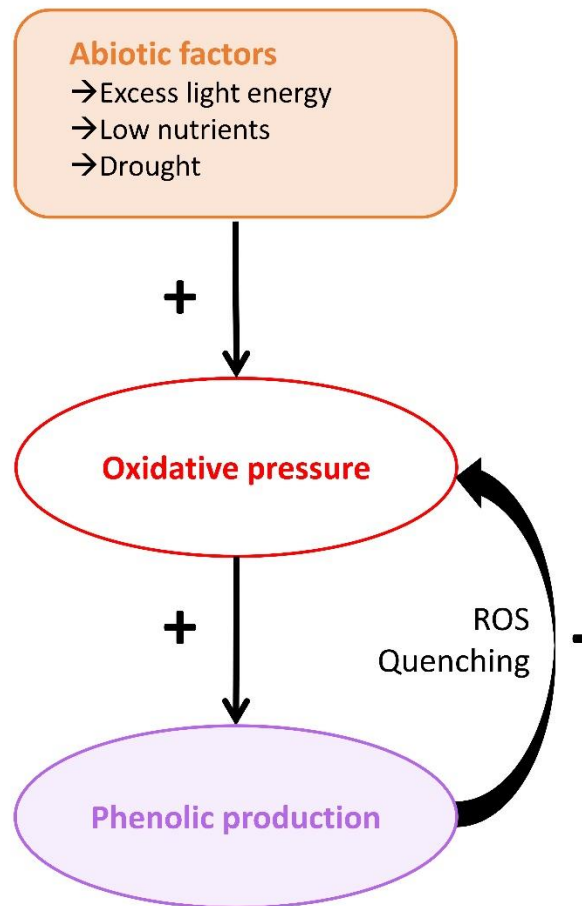 Abiotic factors
→Excess light energy
→Low nutrients
→Drought
+
Oxidative pressure
+
ROS
Quenching
-
Phenolic production